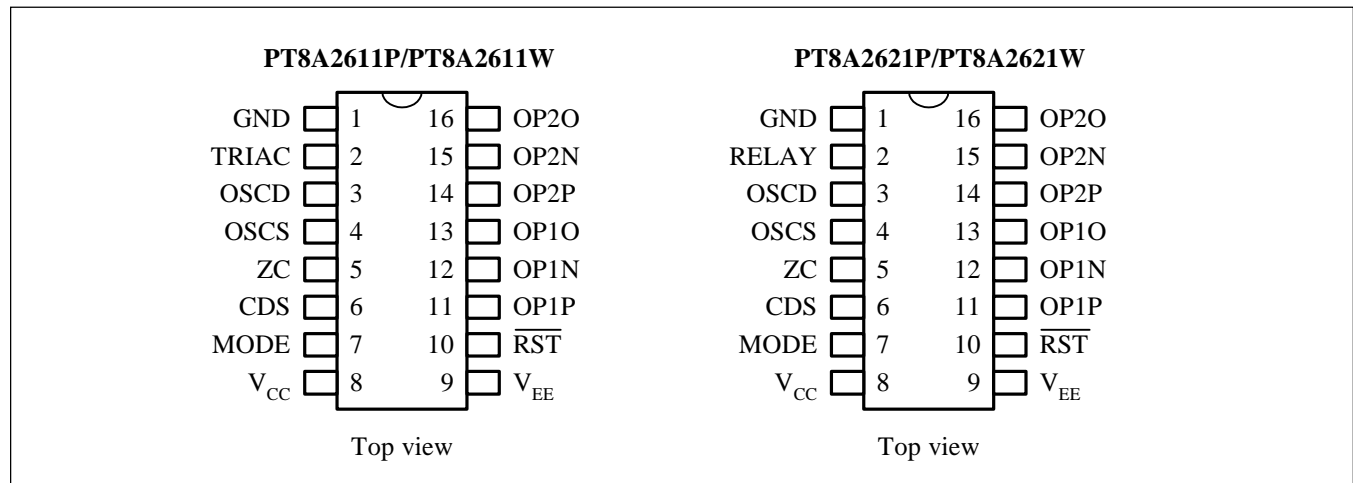 PT8A2611P/PT8A2611W
GND 1 16 OP2O
TRIAC 2 15 OP2N
OSCD 3 14 OP2P
OSCS 4 13 OP1O
ZC 5 12 OP1N
CDS 6 11 OP1P
MODE 7 10 RST
VCC 8 9 VEE
Top view
PT8A2621P/PT8A2621W
GND 1 16 OP2O
RELAY 2 15 OP2N
OSCD 3 14 OP2P
OSCS 4 13 OP1O
ZC 5 12 OP1N
CDS 6 11 OP1P
MODE 7 10 RST
VCC 8 9 VEE
Top view